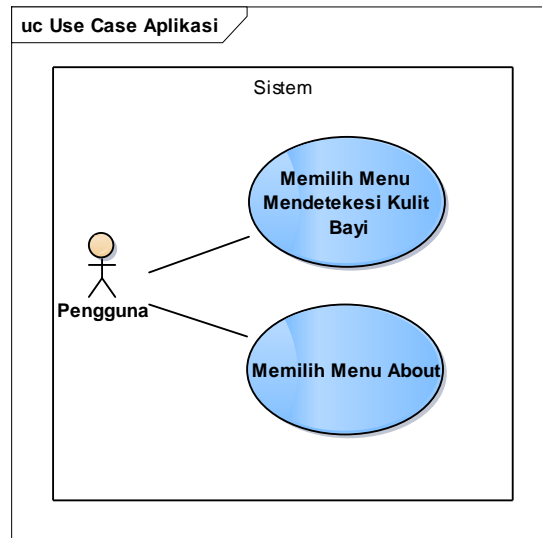 uc Use Case Aplikasi
Sistem
Memilih Menu
Mendetekesi Kulit
Bayi
Pengguna
Memilih Menu About